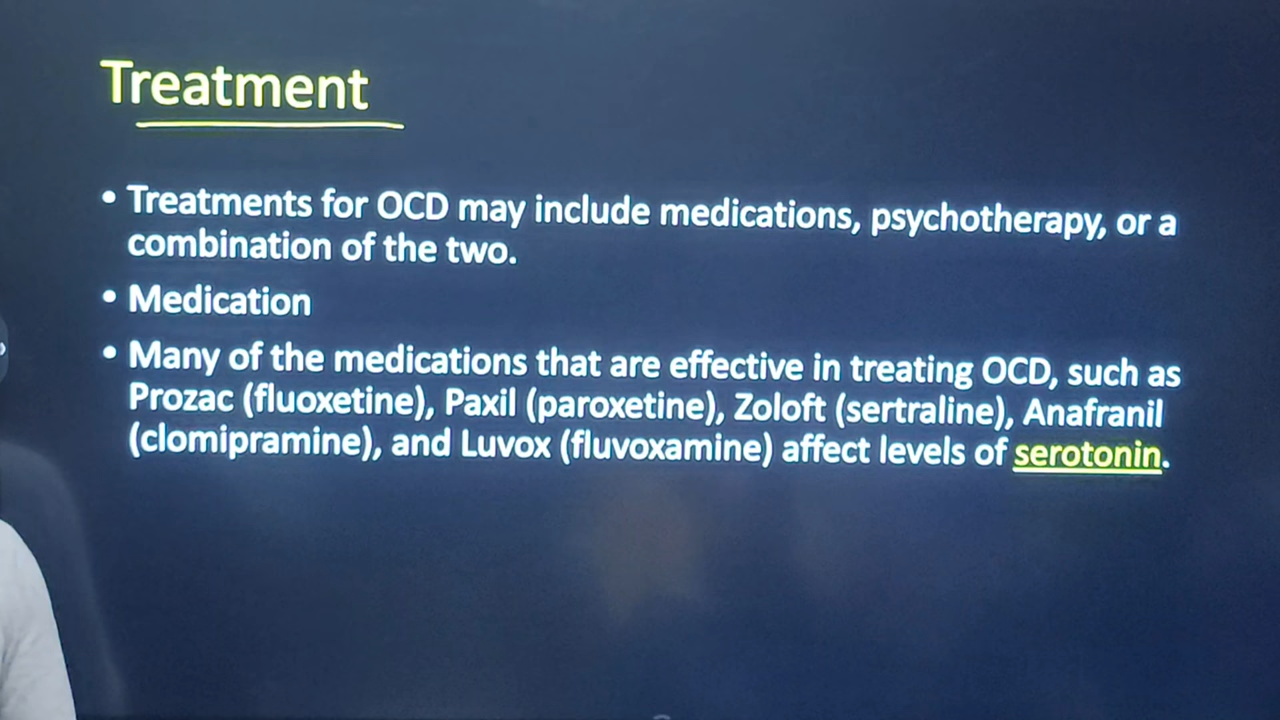 Treatment
• Treatments for OCD may include medications, psychotherapy, or a
combination of the two.
• Medication
• Many of the medications that are effective in treating OCD, such as
Prozac (fluoxetine), Paxil (paroxetine), Zoloft (sertraline), Anafranil
(clomipramine), and Luvox (fluvoxamine) affect levels of serotonin.